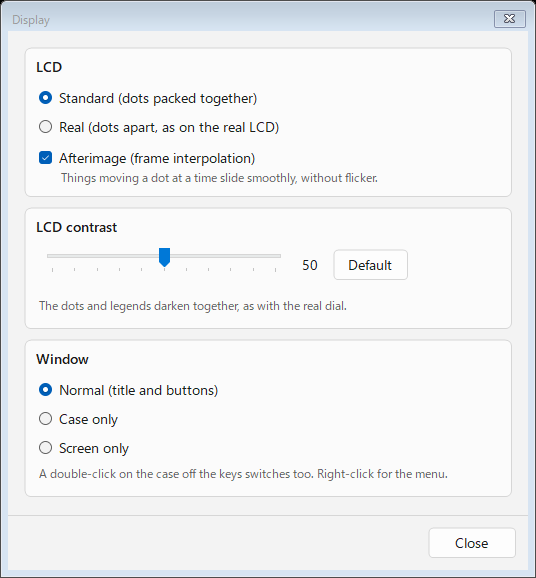 Display
LCD
Standard (dots packed together)
Real (dots apart, as on the real LCD)
Afterimage (frame interpolation)
Things moving a dot at a time slide smoothly, without flicker.
LCD contrast
50
Default
The dots and legends darken together, as with the real dial.
Window
Normal (title and buttons)
Case only
Screen only
A double-click on the case off the keys switches too. Right-click for the menu.
Close